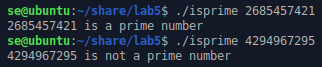 se@ubuntu:~/share/lab5$ ./isprime 2685457421
2685457421 is a prime number
se@ubuntu:~/share/lab5$ ./isprime 4294967295
4294967295 is not a prime number